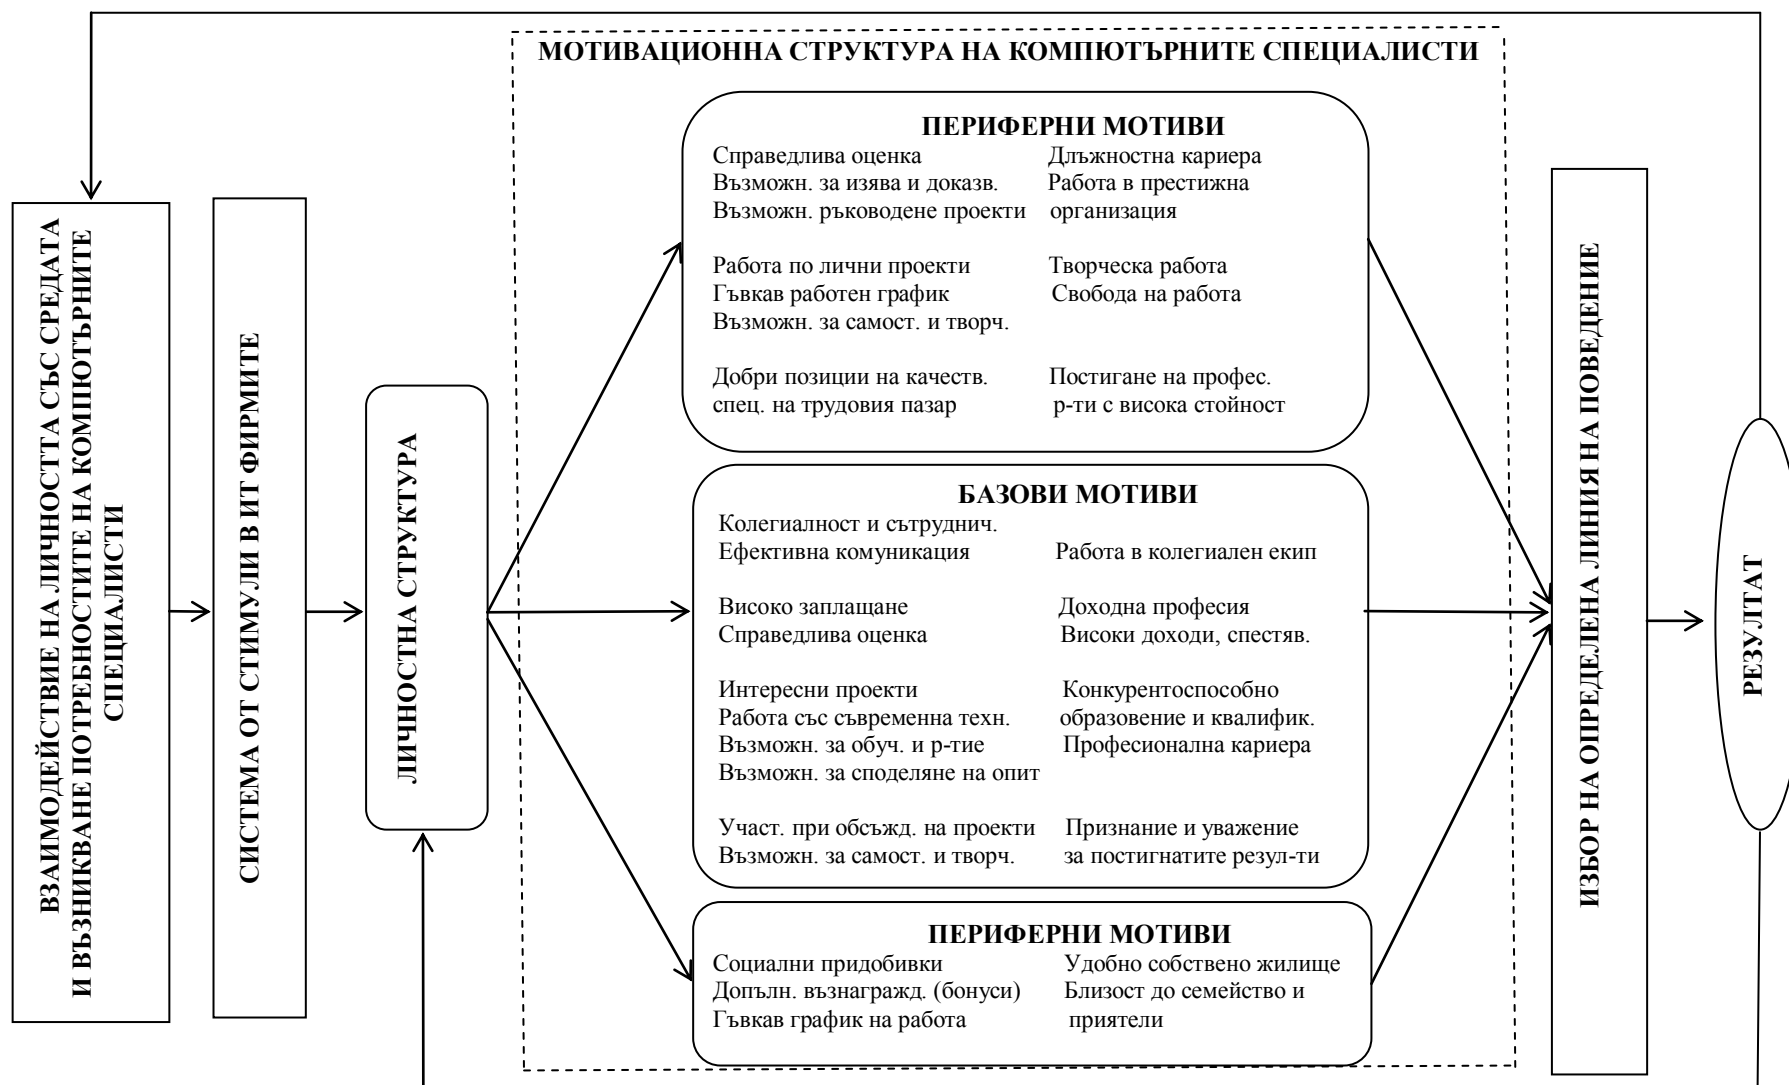 МОТИВАЦИОННА СТРУКТУРА НА КОМПЮТЪРНИТЕ СПЕЦИАЛИСТИ
ВЗАИМОДЕЙСТВИЕ НА ЛИЧНОСТТА СЪС СРЕДАТА
И ВЪЗНИКВАНЕ ПОТРЕБНОСТИТЕ НА КОМПЮТЪРНИТЕ
СПЕЦИАЛИСТИ
СИСТЕМА ОТ СТИМУЛИ В ИТ ФИРМИТЕ
ЛИЧНОСТНА СТРУКТУРА
ПЕРИФЕРНИ МОТИВИ
Справедлива оценка Длъжностна кариера
Възможн. за изява и доказв. Работа в престижна
Възможн. ръководене проекти организация
Работа по лични проекти Творческа работа
Гъвкав работен график Свобода на работа
Възможн. за самост. и творч.
Добри позиции на качеств. Постигане на профес.
спец. на трудовия пазар р-ти с висока стойност
БАЗОВИ МОТИВИ
Колегиалност и сътруднич.
Ефективна комуникация Работа в колегиален екип
Високо заплащане Доходна професия
Справедлива оценка Високи доходи, спестяв.
Интересни проекти Конкурентоспособно
Работа със съвременна техн. образовение и квалифик.
Възможн. за обуч. и р-тие Професионална кариера
Възможн. за споделяне на опит
Участ. при обсъжд. на проекти Признание и уважение
Възможн. за самост. и творч. за постигнатите резул-ти
ПЕРИФЕРНИ МОТИВИ
Социални придобивки Удобно собствено жилище
Допълн. възнагражд. (бонуси) Близост до семейство и
Гъвкав график на работа приятели
ИЗБОР НА ОПРЕДЕЛЕНА ЛИНИЯ НА ПОВЕДЕНИЕ
РЕЗУЛТАТ